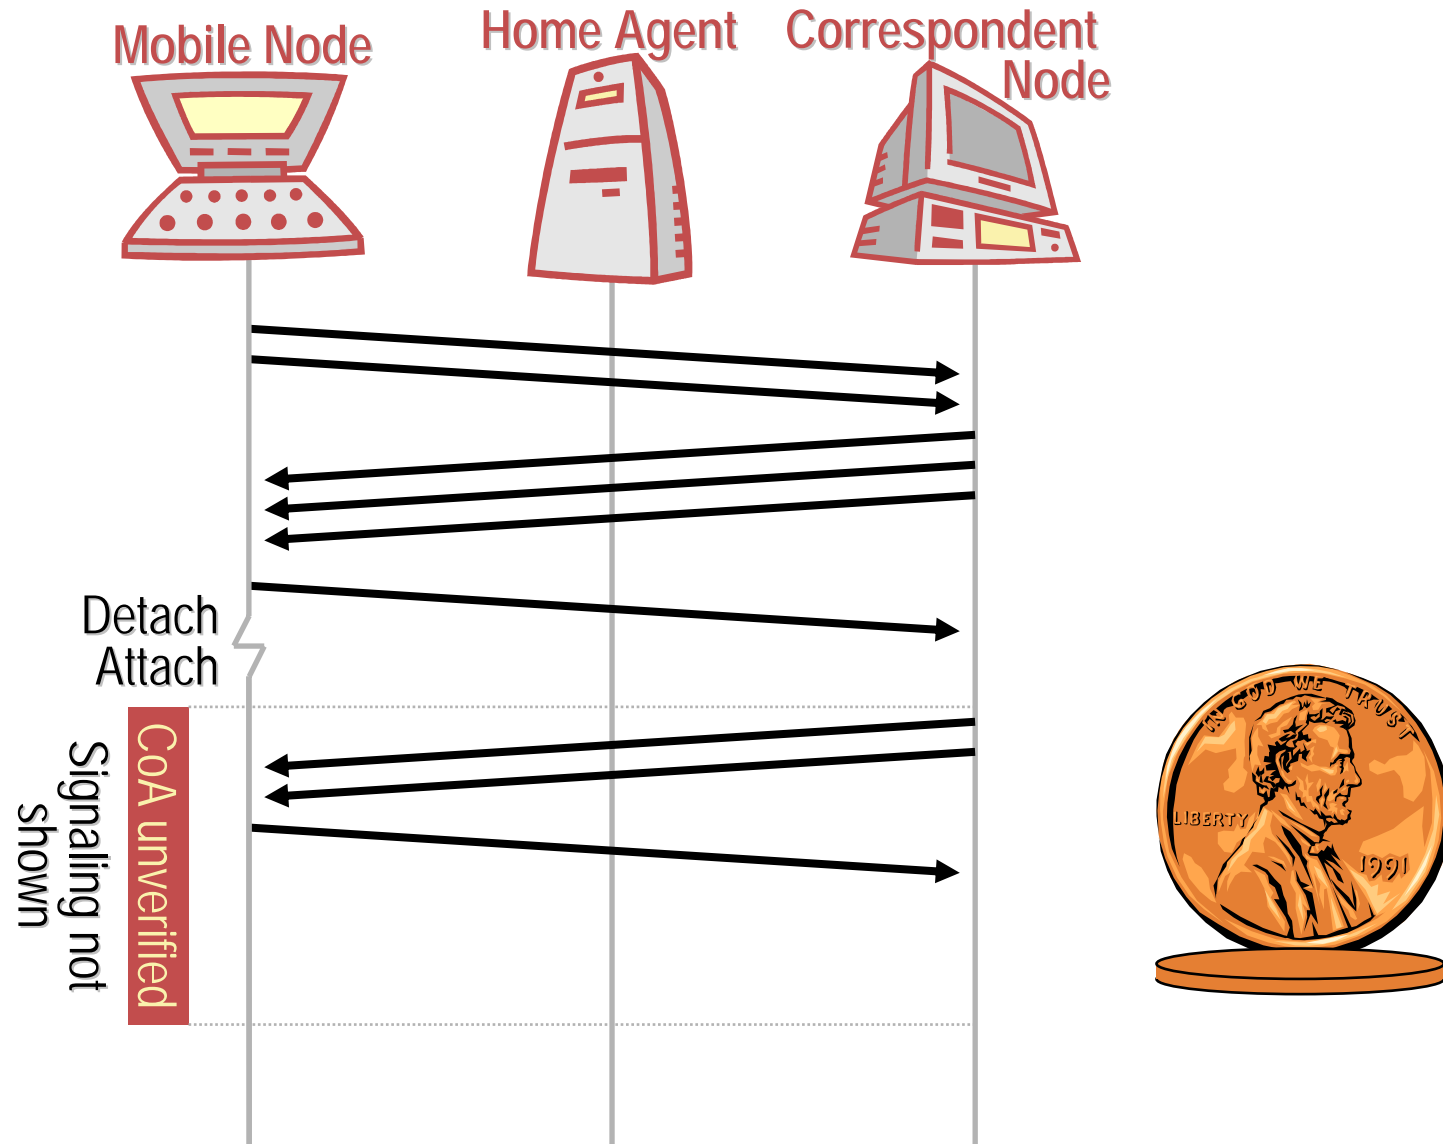 Mobile Node
Home Agent
Correspondent
Node
Detach
Attach
CoA unverified
Signaling not
shown
IN GOD WE TRUST
LIBERTY
1991